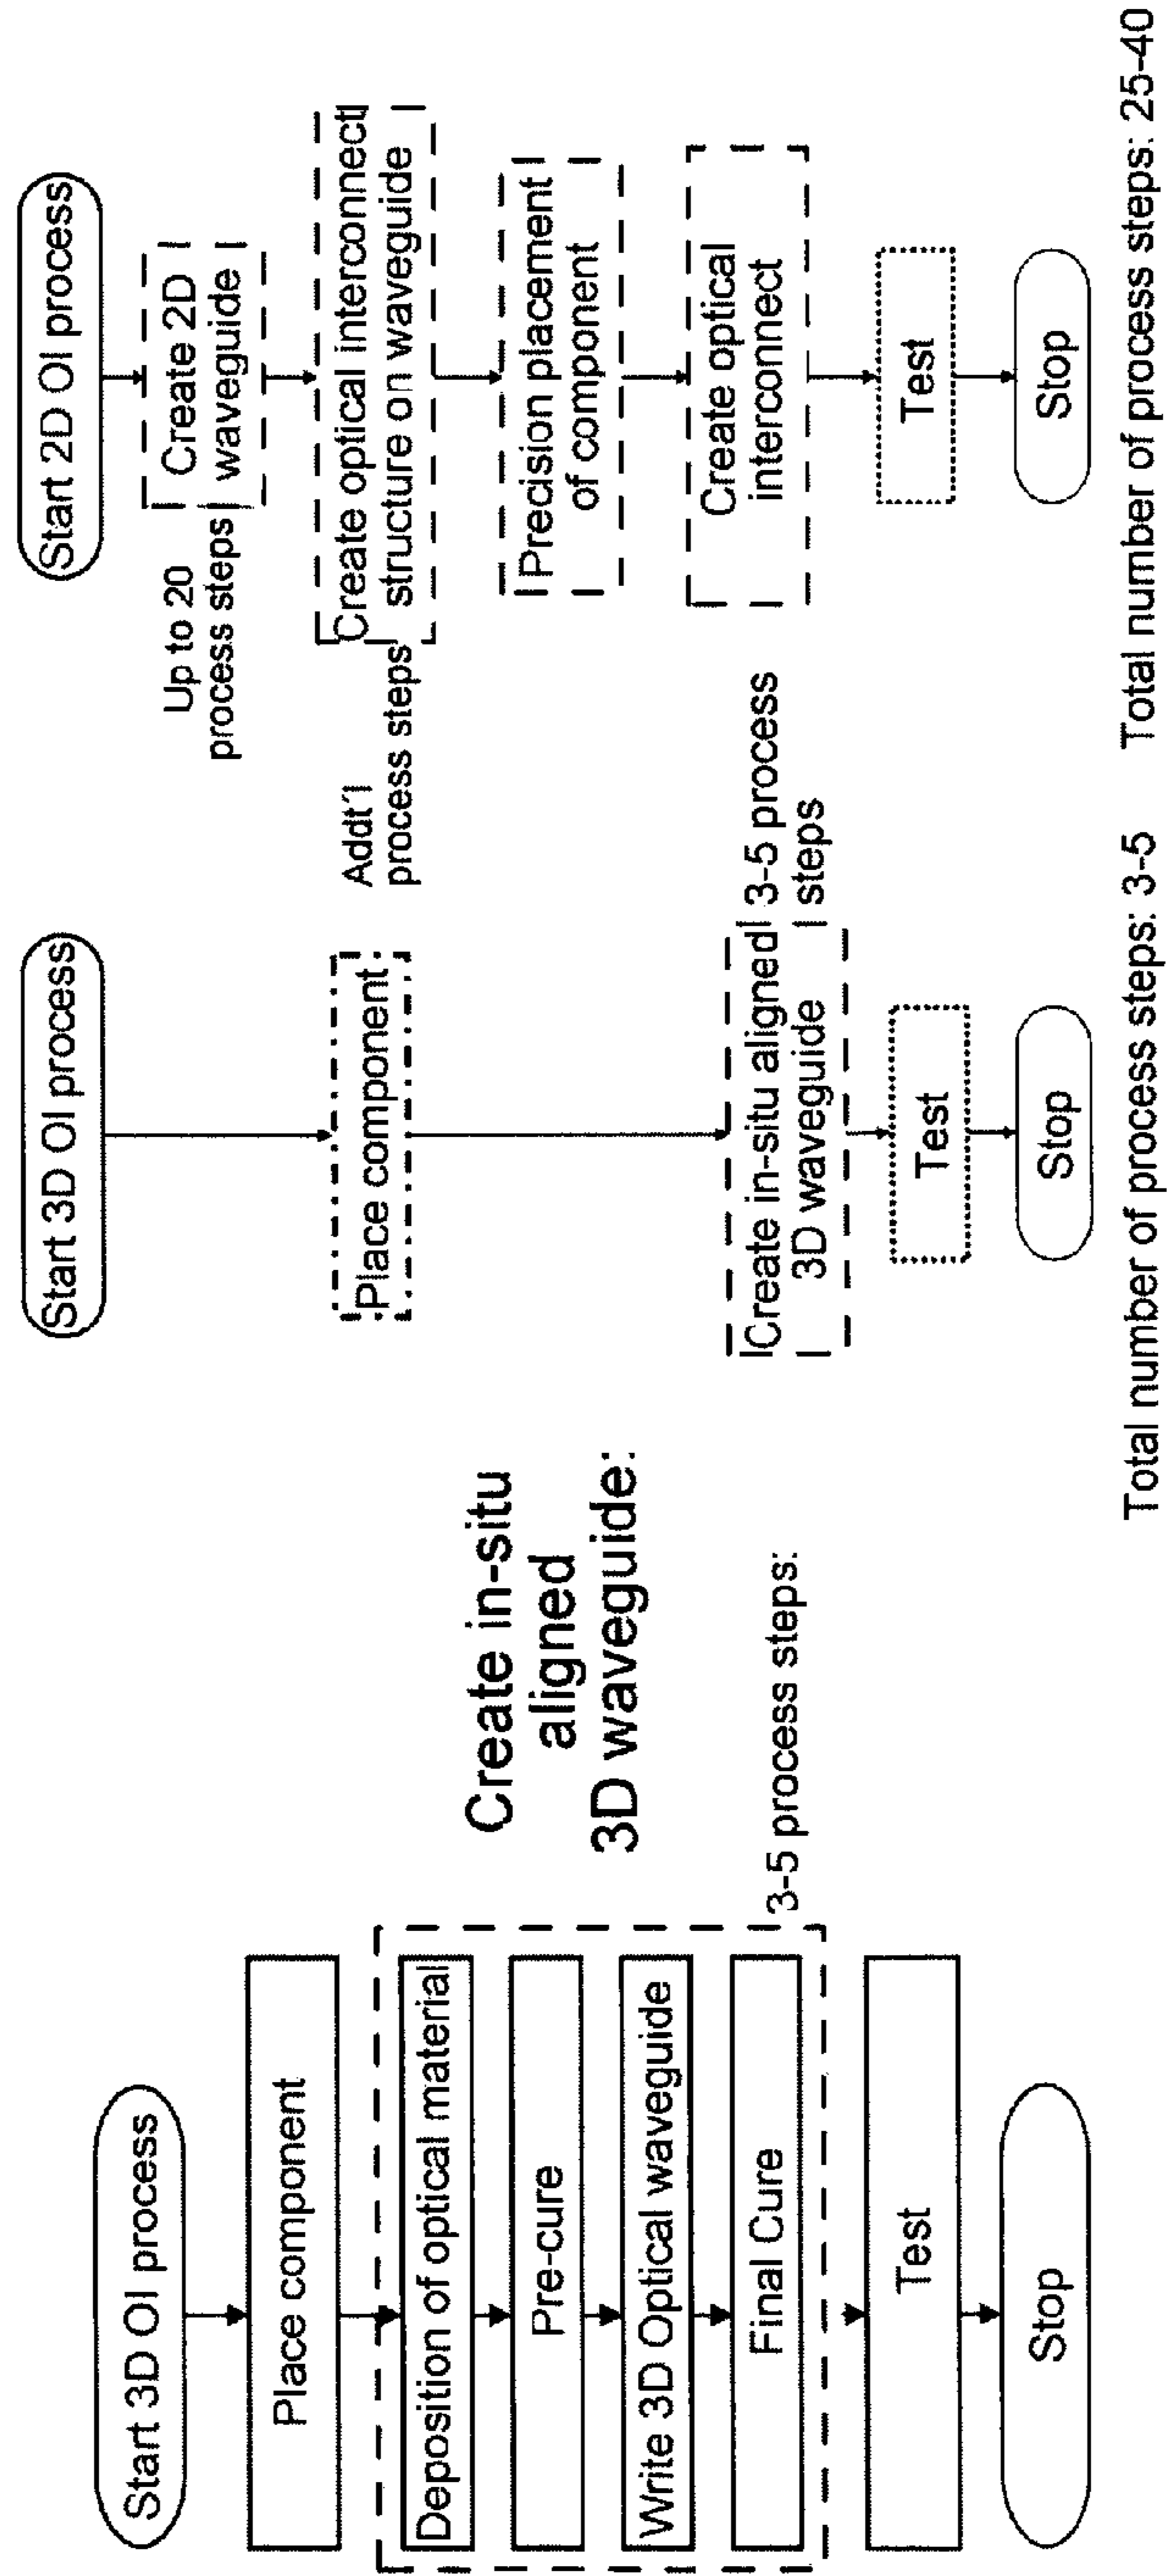 Start 3D OI process
Place component
Deposition of optical material
Pre-cure
Write 3D Optical waveguide
Final Cure
Test
Stop
Create in-situ
aligned
3D waveguide:
3-5 process steps:
Start 3D OI process
Place component
Create in-situ aligned
3D waveguide
3-5 process
steps
Test
Stop
Total number of process steps: 3-5
Start 2D OI process
Up to 20
process steps
Create 2D
waveguide
Addt'l
process steps
Create optical interconnect
structure on waveguide
Precision placement
of component
Create optical
interconnect
Test
Stop
Total number of process steps: 25-40